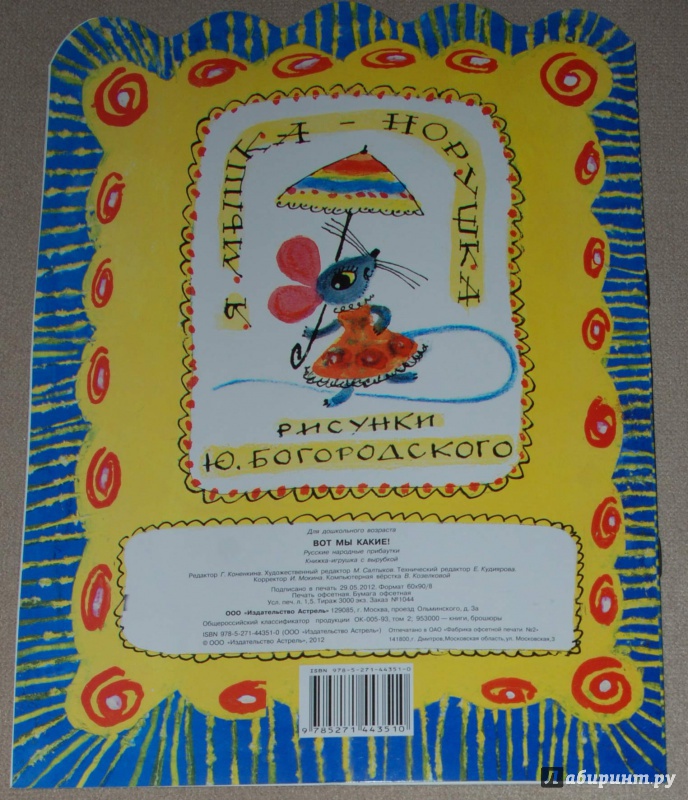 Я МЫШКА - НОРУШКА
РИСУНКИ
Ю. БОГОРОДСКОГО
Для дошкольного возраста
ВОТ МЫ КАКИЕ!
Русские народные прибаутки
Книжка-игрушка с вырубкой
Редактор Г. Коненкина. Художественный редактор М. Салтыков. Технический редактор Е. Кудиярова.
Корректор И. Мокина. Компьютерная вёрстка В. Козелковой
Подписано в печать 29.05.2012. Формат 60х90/8
Печать офсетная. Бумага офсетная
Усл. печ. л. 1,5. Тираж 3000 экз. Заказ №1044
ООО «Издательство Астрель» 129085, г. Москва, проезд Ольминского, д. 3а
Общероссийский классификатор продукции ОК-005-93, том 2; 953000 — книги, брошюры
ISBN 978-5-271-44351-0 (ООО «Издательство Астрель»)
© ООО «Издательство Астрель», 2012
Отпечатано в ОАО «Фабрика офсетной печати №2»
141800, г. Дмитров, Московская область, ул. Московская, 3
ISBN 978-5-271-44351-0
9 785271 443510
Лабиринт.ру